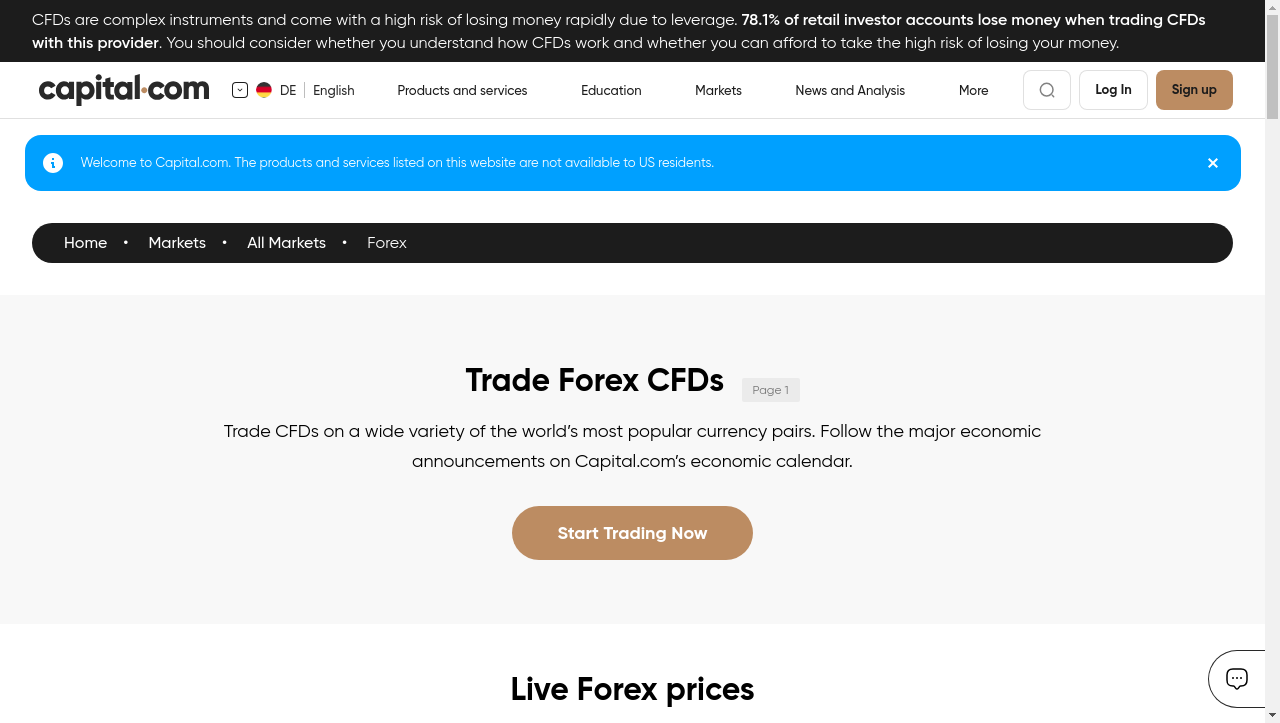 CFDs are complex instruments and come with a high risk of losing money rapidly due to leverage. 78.1% of retail investor accounts lose money when trading CFDs
with this provider. You should consider whether you understand how CFDs work and whether you can afford to take the high risk of losing your money.
capital.com DE English Products and services Education Markets News and Analysis More Log In Sign up
Welcome to Capital.com. The products and services listed on this website are not available to US residents.
Home • Markets • All Markets • Forex
Trade Forex CFDs Page 1
Trade CFDs on a wide variety of the world’s most popular currency pairs. Follow the major economic
announcements on Capital.com’s economic calendar.
Start Trading Now
Live Forex prices